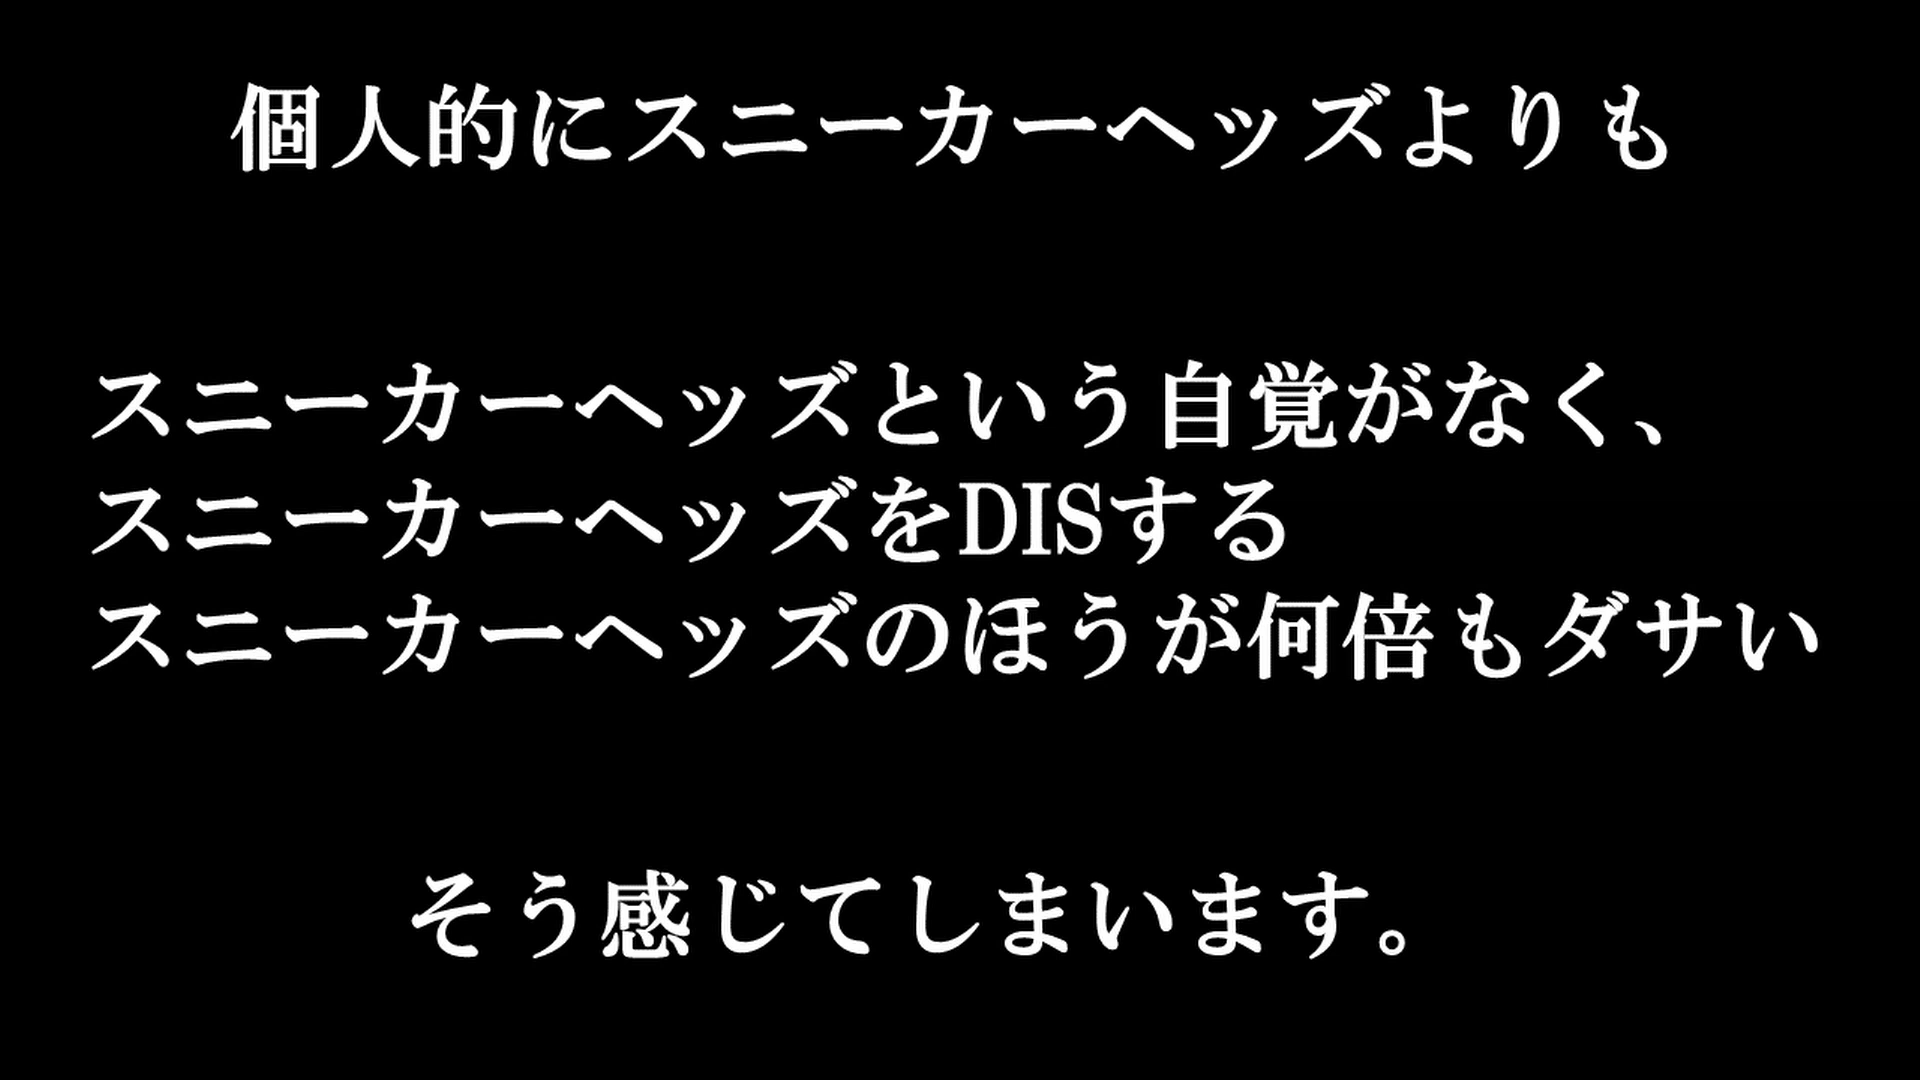 個人的にスニーカーヘッズよりも
スニーカーヘッズという自覚がなく、
スニーカーヘッズをDISする
スニーカーヘッズのほうが何倍もダサい
そう感じてしまいます。